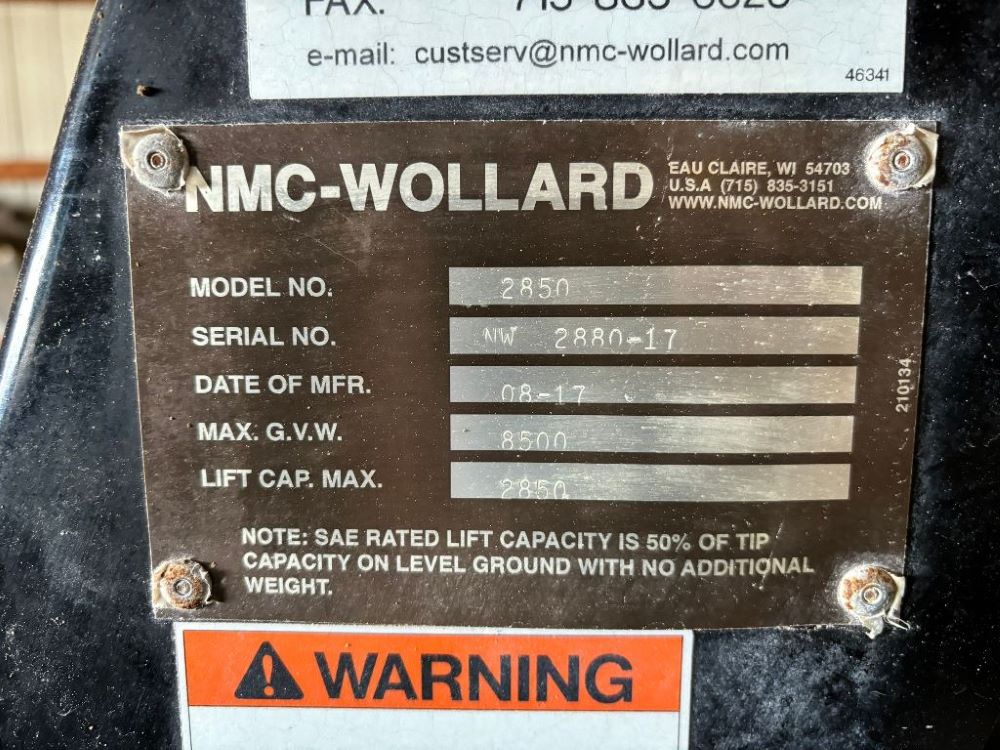 FAX:
e-mail: custserv@nmc-wollard.com
46341
NMC-WOLLARD
EAU CLAIRE, WI 54703
U.S.A (715) 835-3151
WWW.NMC-WOLLARD.COM
MODEL NO. 2850
SERIAL NO. NW 2880-17
DATE OF MFR. 08-17
MAX. G.V.W. 8500
LIFT CAP. MAX. 2850
210134
NOTE: SAE RATED LIFT CAPACITY IS 50% OF TIP
CAPACITY ON LEVEL GROUND WITH NO ADDITIONAL
WEIGHT.
WARNING